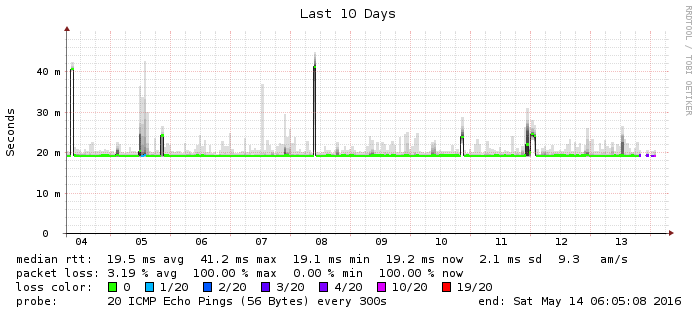 Last 10 Days
RRDTOOL / TOBI OETIKER
Seconds
40 m
30 m
20 m
10 m
0
04 05 06 07 08 09 10 11 12 13
median rtt: 19.5 ms avg 41.2 ms max 19.1 ms min 19.2 ms now 2.1 ms sd 9.3 am/s
packet loss: 3.19 % avg 100.00 % max 0.00 % min 100.00 % now
loss color: 0 1/20 2/20 3/20 4/20 10/20 19/20
probe: 20 ICMP Echo Pings (56 Bytes) every 300s end: Sat May 14 06:05:08 2016